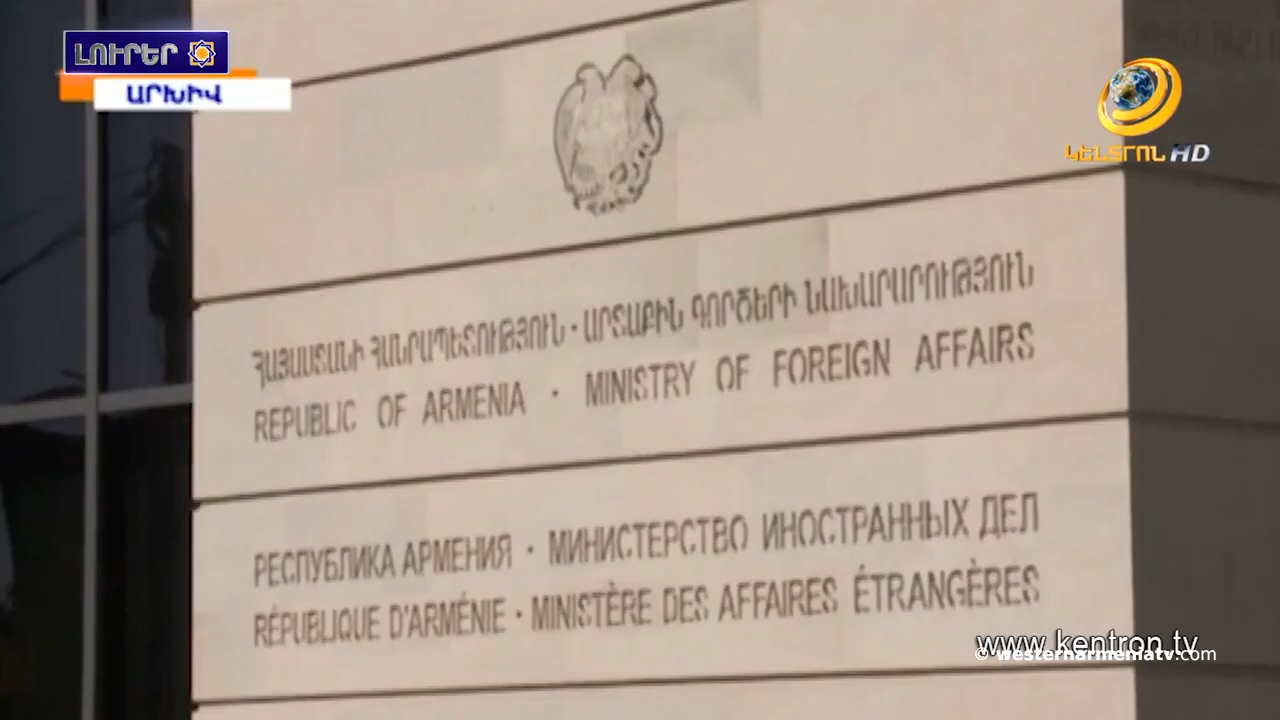 ԼՈՒՐԵՐ
ԱՐԽԻՎ
ԿԵՆՏՐՈՆ HD
ՀԱՅԱՍՏԱՆԻ ՀԱՆՐԱՊԵՏՈՒԹՅՈՒՆ · ԱՐՏԱՔԻՆ ԳՈՐԾԵՐԻ ՆԱԽԱՐԱՐՈՒԹՅՈՒՆ
REPUBLIC OF ARMENIA · MINISTRY OF FOREIGN AFFAIRS
РЕСПУБЛИКА АРМЕНИЯ · МИНИСТЕРСТВО ИНОСТРАННЫХ ДЕЛ
RÉPUBLIQUE D'ARMÉNIE · MINISTÈRE DES AFFAIRES ÉTRANGÈRES
www.kentron.tv
© westernarmeniatv.com